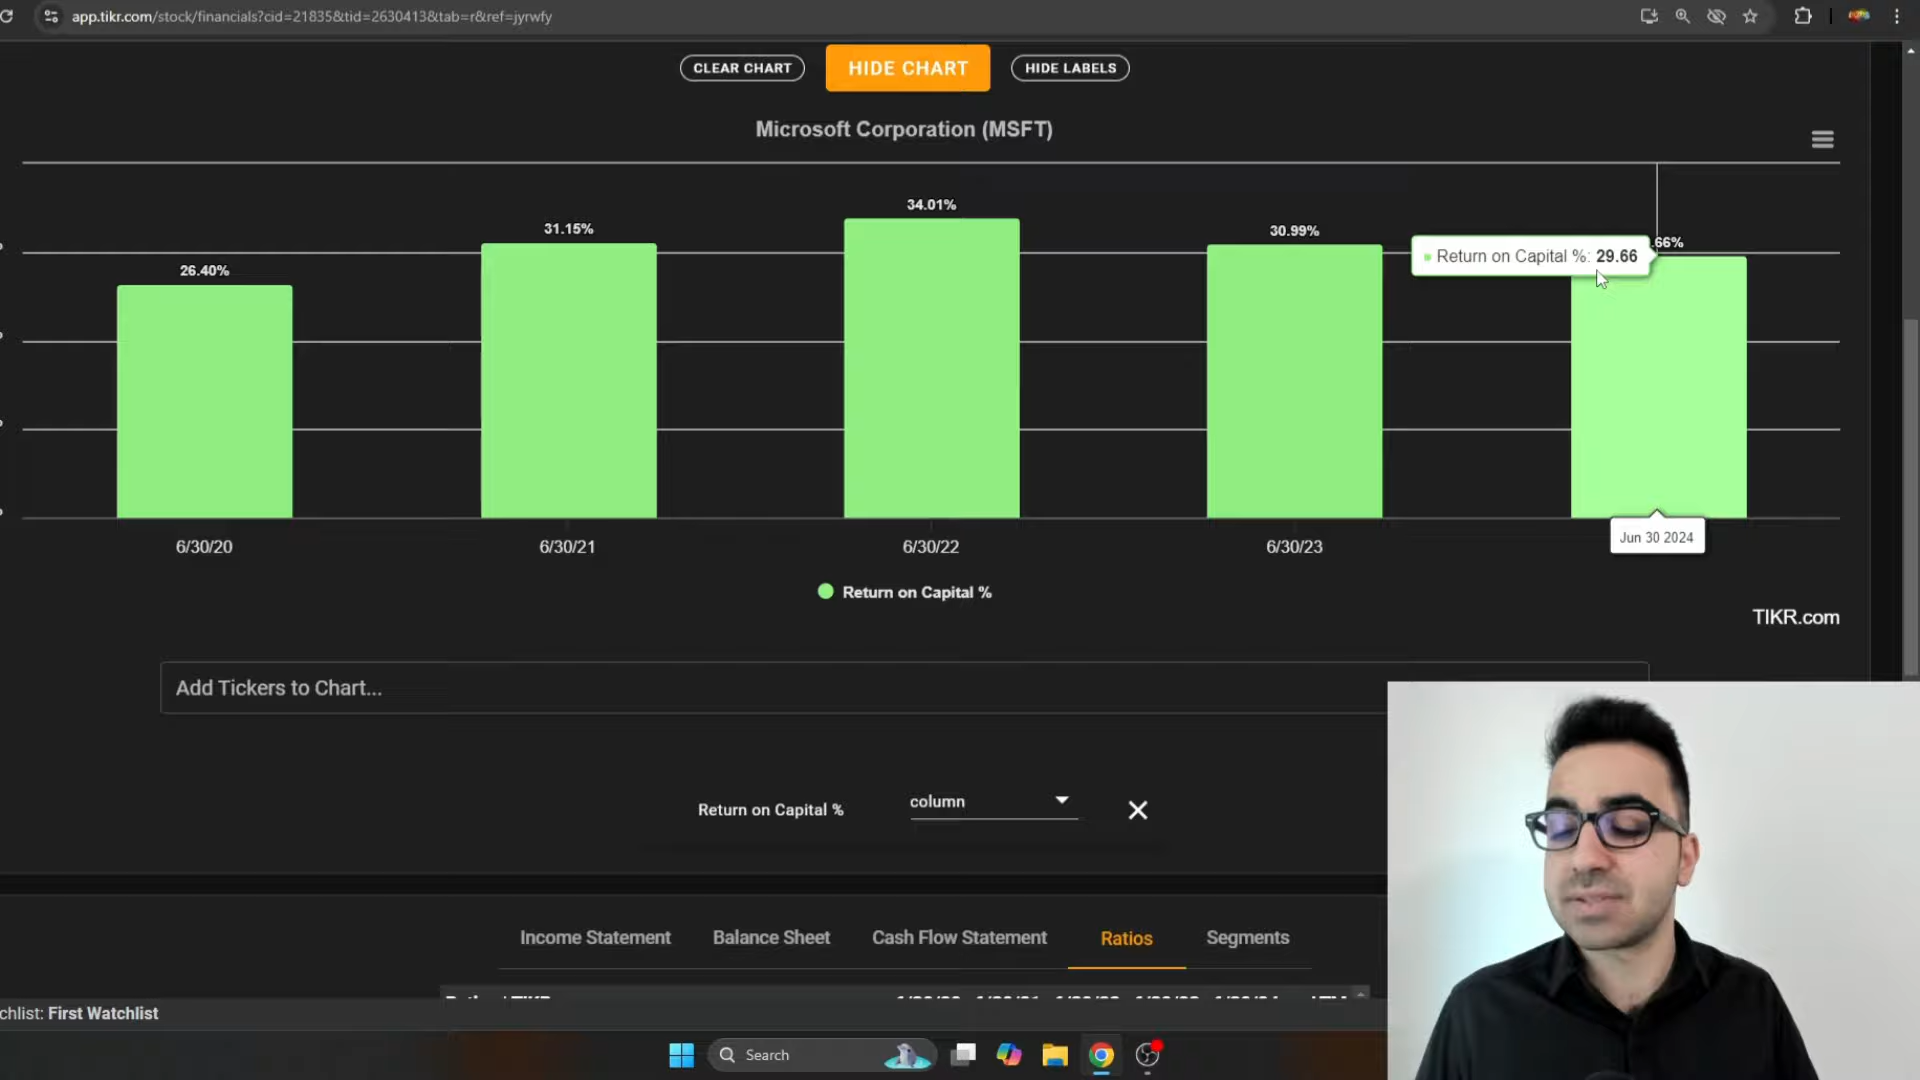 app.tikr.com/stock/financials?cid=21835&tid=2630413&tab=r&ref=jyrwfy
CLEAR CHART
HIDE CHART
HIDE LABELS
Microsoft Corporation (MSFT)
34.01%
31.15%
30.99%
.66%
Return on Capital %: 29.66
26.40%
6/30/20
6/30/21
6/30/22
6/30/23
Jun 30 2024
Return on Capital %
TIKR.com
Add Tickers to Chart...
Return on Capital %
column
Income Statement
Balance Sheet
Cash Flow Statement
Ratios
Segments
chlist: First Watchlist
Search